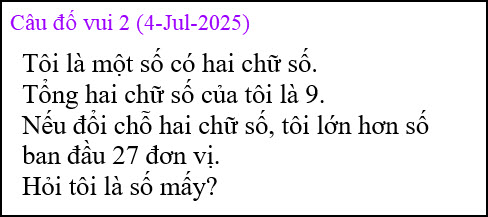 Câu đố vui 2 (4-Jul-2025)
Tôi là một số có hai chữ số.
Tổng hai chữ số của tôi là 9.
Nếu đổi chỗ hai chữ số, tôi lớn hơn số
ban đầu 27 đơn vị.
Hỏi tôi là số mấy?